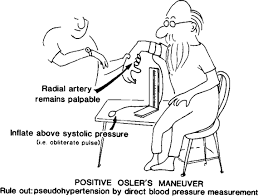 Radial artery
remains palpable
Inflate above systolic pressure
(i.e. obliterate pulse)
POSITIVE OSLER'S MANEUVER
Rule out:pseudohypertension by direct blood pressure measurement